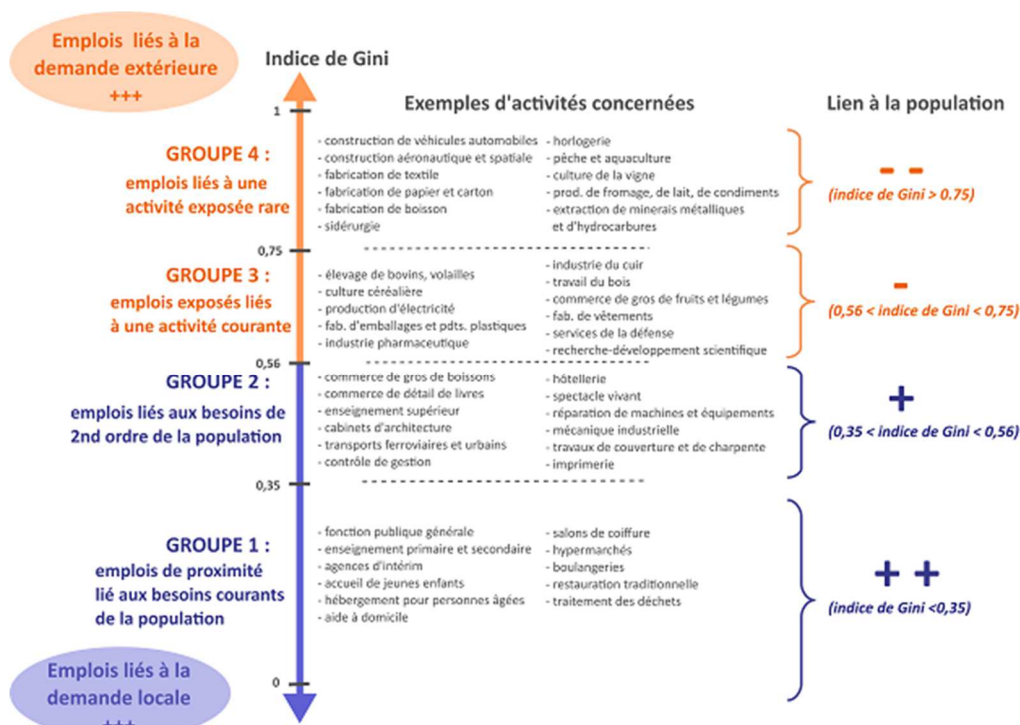 Emplois liés à la
demande extérieure
+++
Indice de Gini
Exemples d'activités concernées
Lien à la population
1
GROUPE 4 :
emplois liés à une
activité exposée rare
- construction de véhicules automobiles
- construction aéronautique et spatiale
- fabrication de textile
- fabrication de papier et carton
- fabrication de boisson
- sidérurgie
- horlogerie
- pêche et aquaculture
- culture de la vigne
- prod. de fromage, de lait, de condiments
- extraction de minerais métalliques
et d'hydrocarbures
- -
(indice de Gini > 0.75)
0,75
GROUPE 3 :
emplois exposés liés
à une activité courante
- élevage de bovins, volailles
- culture céréalière
- production d'électricité
- fab. d'emballages et pdts. plastiques
- industrie pharmaceutique
- industrie du cuir
- travail du bois
- commerce de gros de fruits et légumes
- fab. de vêtements
- services de la défense
- recherche-développement scientifique
-
(0,56 < indice de Gini < 0,75)
0,56
GROUPE 2 :
emplois liés aux besoins de
2nd ordre de la population
- commerce de gros de boissons
- commerce de détail de livres
- enseignement supérieur
- cabinets d'architecture
- transports ferroviaires et urbains
- contrôle de gestion
- hôtellerie
- spectacle vivant
- réparation de machines et équipements
- mécanique industrielle
- travaux de couverture et de charpente
- imprimerie
+
(0,35 < indice de Gini < 0,56)
0,35
GROUPE 1 :
emplois de proximité
lié aux besoins courants
de la population
- fonction publique générale
- enseignement primaire et secondaire
- agences d'intérim
- accueil de jeunes enfants
- hébergement pour personnes âgées
- aide à domicile
- salons de coiffure
- hypermarchés
- boulangeries
- restauration traditionnelle
- traitement des déchets
+ +
(indice de Gini <0,35)
0
Emplois liés à la
demande locale
+++